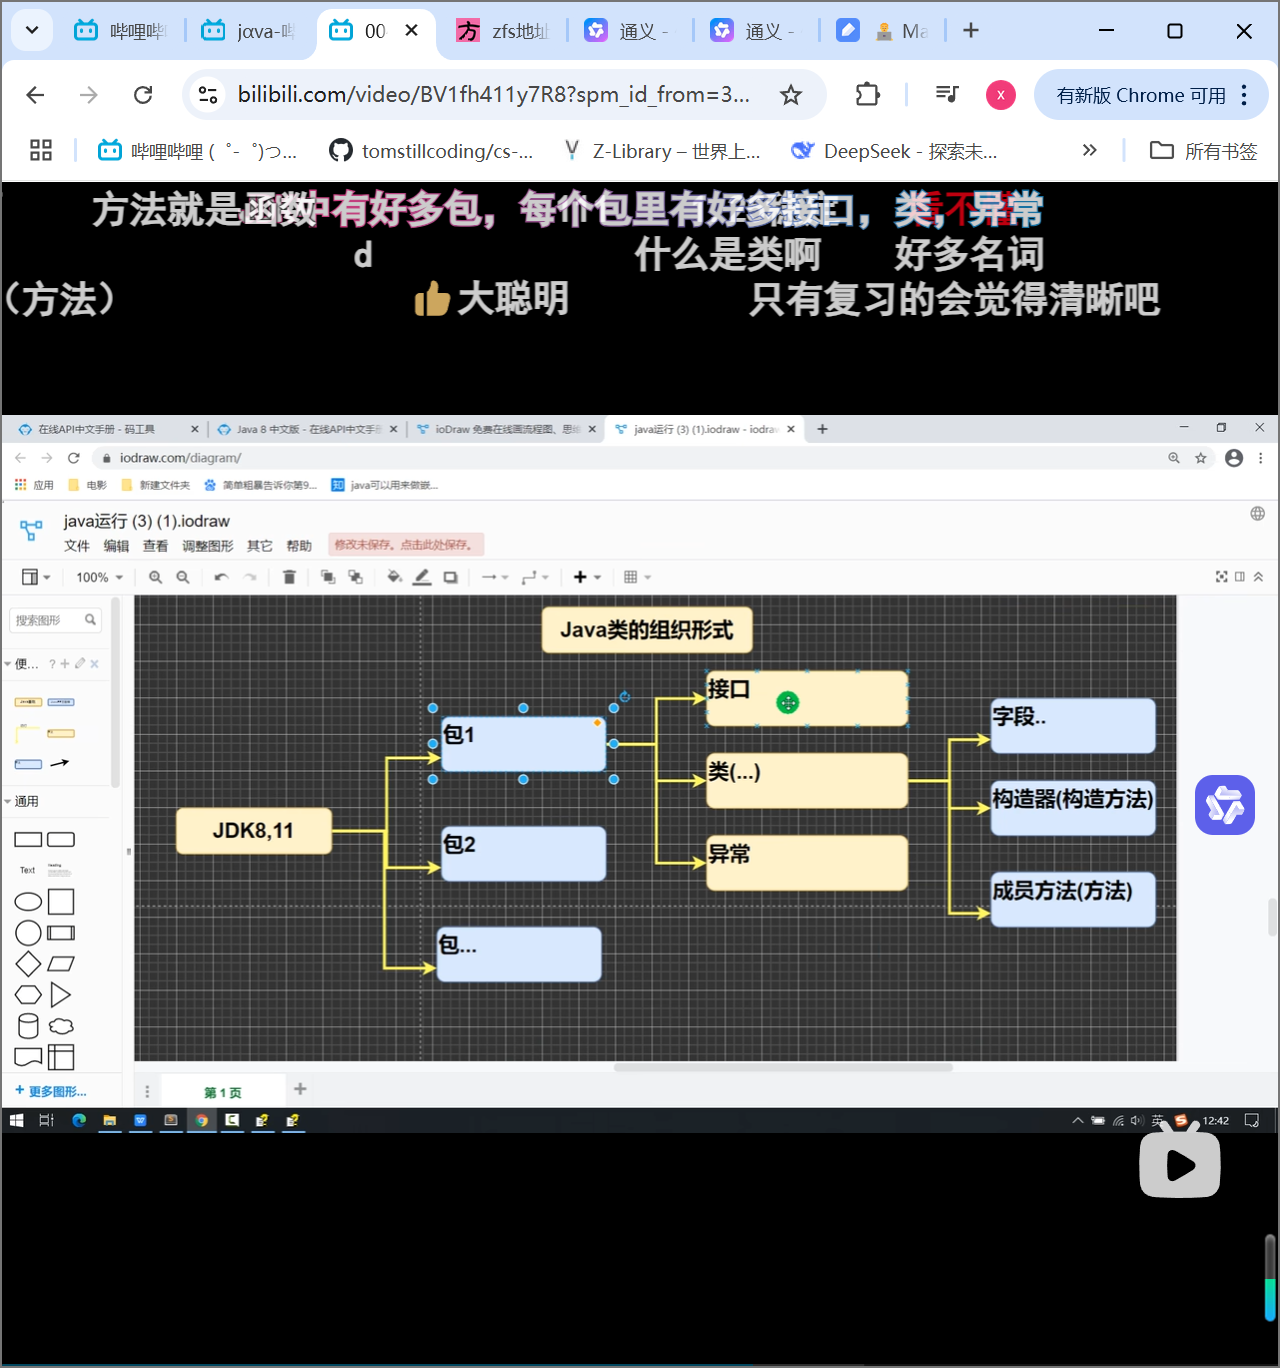 哔哩哔
java-哔
00
zfs地址
通义 -
通义 -
Ma
bilibili.com/video/BV1fh411y7R8?spm_id_from=3...
X
有新版 Chrome 可用
哔哩哔哩 (゜-゜)つ...
tomstillcoding/cs-...
Z-Library – 世界上...
DeepSeek - 探索未...
所有书签
方法就是函数
中有好多包，每个包里有好多接口，类，异常
d
什么是类啊
好多名词
（方法）
大聪明
只有复习的会觉得清晰吧
在线API中文手册 - 码工具
Java 8 中文版 - 在线API中文手册
ioDraw 免费在线画流程图、思维
java运行 (3) (1).iodraw - iodraw
iodraw.com/diagram/
应用
电影
新建文件夹
简单粗暴告诉你第9...
java可以用来做嵌...
java运行 (3) (1).iodraw
文件 编辑 查看 调整图形 其它 帮助
修改未保存。点击此处保存。
100%
搜索图形
便...
通用
Text
更多图形...
Java类的组织形式
JDK8,11
包1
包2
包...
接口
类(...)
异常
字段..
构造器(构造方法)
成员方法(方法)
第 1 页
英
12:42